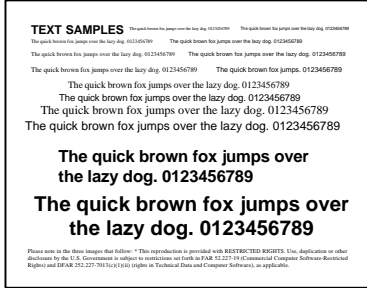 TEXT SAMPLES The quick brown fox jumps over the lazy dog. 0123456789 The quick brown fox jumps over the lazy dog. 0123456789
The quick brown fox jumps over the lazy dog. 0123456789 The quick brown fox jumps over the lazy dog. 0123456789
The quick brown fox jumps over the lazy dog. 0123456789 The quick brown fox jumps over the lazy dog. 0123456789
The quick brown fox jumps over the lazy dog. 0123456789 The quick brown fox jumps. 0123456789
The quick brown fox jumps over the lazy dog. 0123456789
The quick brown fox jumps over the lazy dog. 0123456789
The quick brown fox jumps over the lazy dog. 0123456789
The quick brown fox jumps over the lazy dog. 0123456789
The quick brown fox jumps over
the lazy dog. 0123456789
The quick brown fox jumps over
the lazy dog. 0123456789
Please note in the three images that follow: * This reproduction is provided with RESTRICTED RIGHTS. Use, duplication or other
disclosure by the U.S. Government is subject to restrictions set forth in FAR 52.227-19 (Commercial Computer Software-Restricted
Rights) and DFAR 252.227-7013(c)(1)(ii) (rights in Technical Data and Computer Software), as applicable.